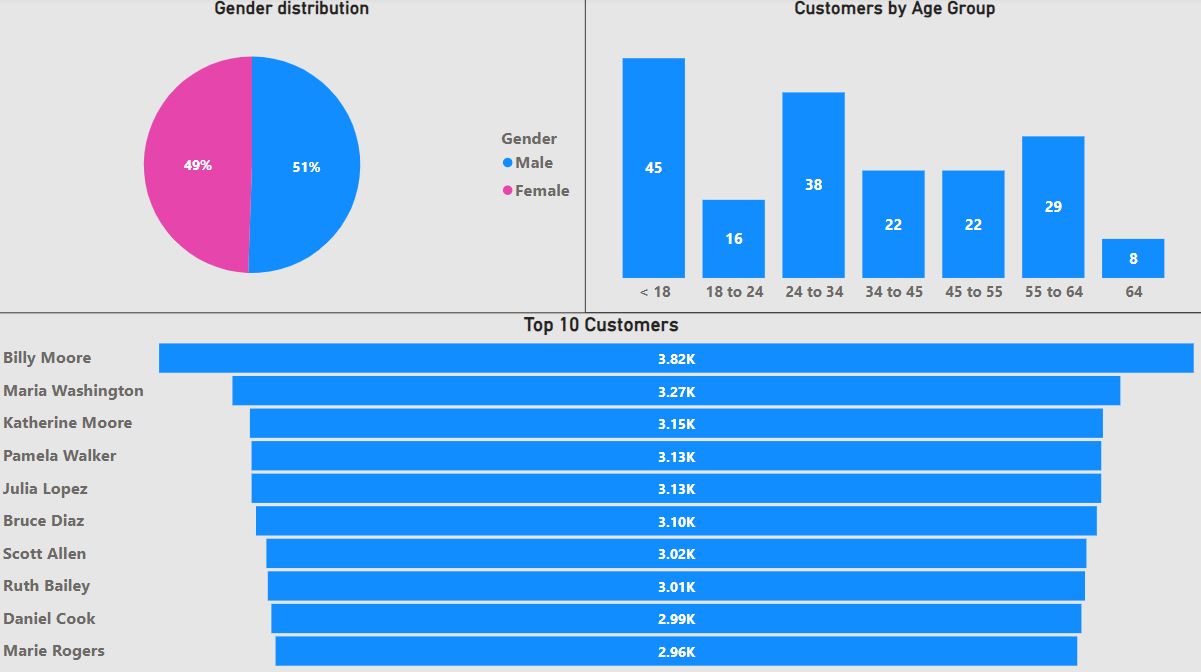 Gender distribution
49%
51%
Gender
Male
Female
Customers by Age Group
45
16
38
22
22
29
8
< 18
18 to 24
24 to 34
34 to 45
45 to 55
55 to 64
64
Top 10 Customers
Billy Moore 3.82K
Maria Washington 3.27K
Katherine Moore 3.15K
Pamela Walker 3.13K
Julia Lopez 3.13K
Bruce Diaz 3.10K
Scott Allen 3.02K
Ruth Bailey 3.01K
Daniel Cook 2.99K
Marie Rogers 2.96K